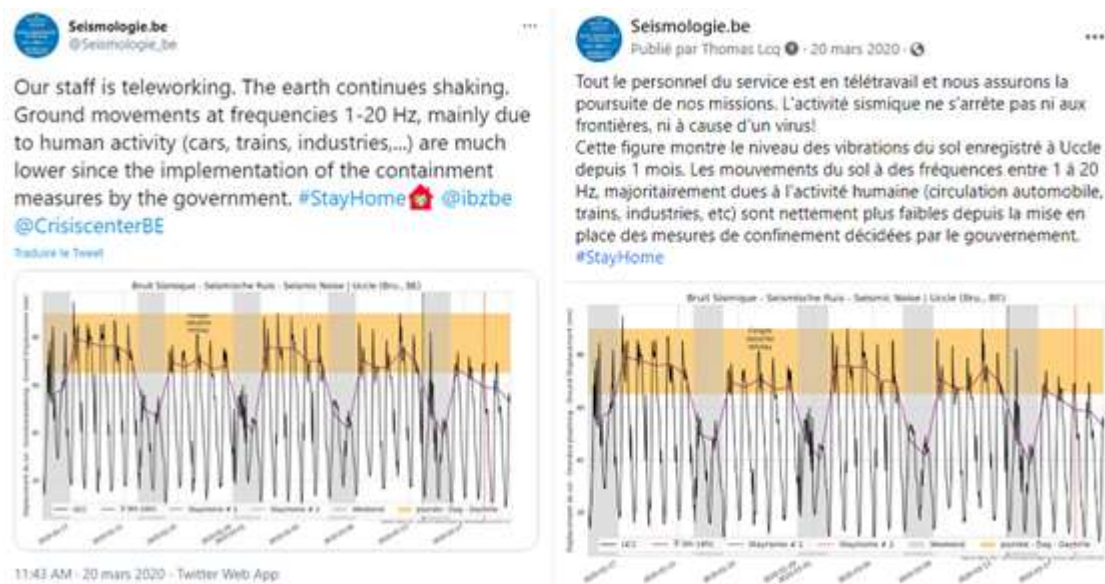 Seismologie.be
@Seismologie_be
Our staff is teleworking. The earth continues shaking.
Ground movements at frequencies 1-20 Hz, mainly due
to human activity (cars, trains, industries,...) are much
lower since the implementation of the containment
measures by the government. #StayHome @ibzbe
@CrisiscenterBE
Traduire le Tweet
Bruit Sismique - Seismische Ruis - Seismic Noise | Uccle (Bru., BE)
11:43 AM · 20 mars 2020 · Twitter Web App
Seismologie.be
Publié par Thomas Lcq · 20 mars 2020 ·
Tout le personnel du service est en télétravail et nous assurons la
poursuite de nos missions. L'activité sismique ne s'arrête pas ni aux
frontières, ni à cause d'un virus!
Cette figure montre le niveau des vibrations du sol enregistré à Uccle
depuis 1 mois. Les mouvements du sol à des fréquences entre 1 à 20
Hz, majoritairement dues à l'activité humaine (circulation automobile,
trains, industries, etc) sont nettement plus faibles depuis la mise en
place des mesures de confinement décidées par le gouvernement.
#StayHome
Bruit Sismique - Seismische Ruis - Seismic Noise | Uccle (Bru., BE)